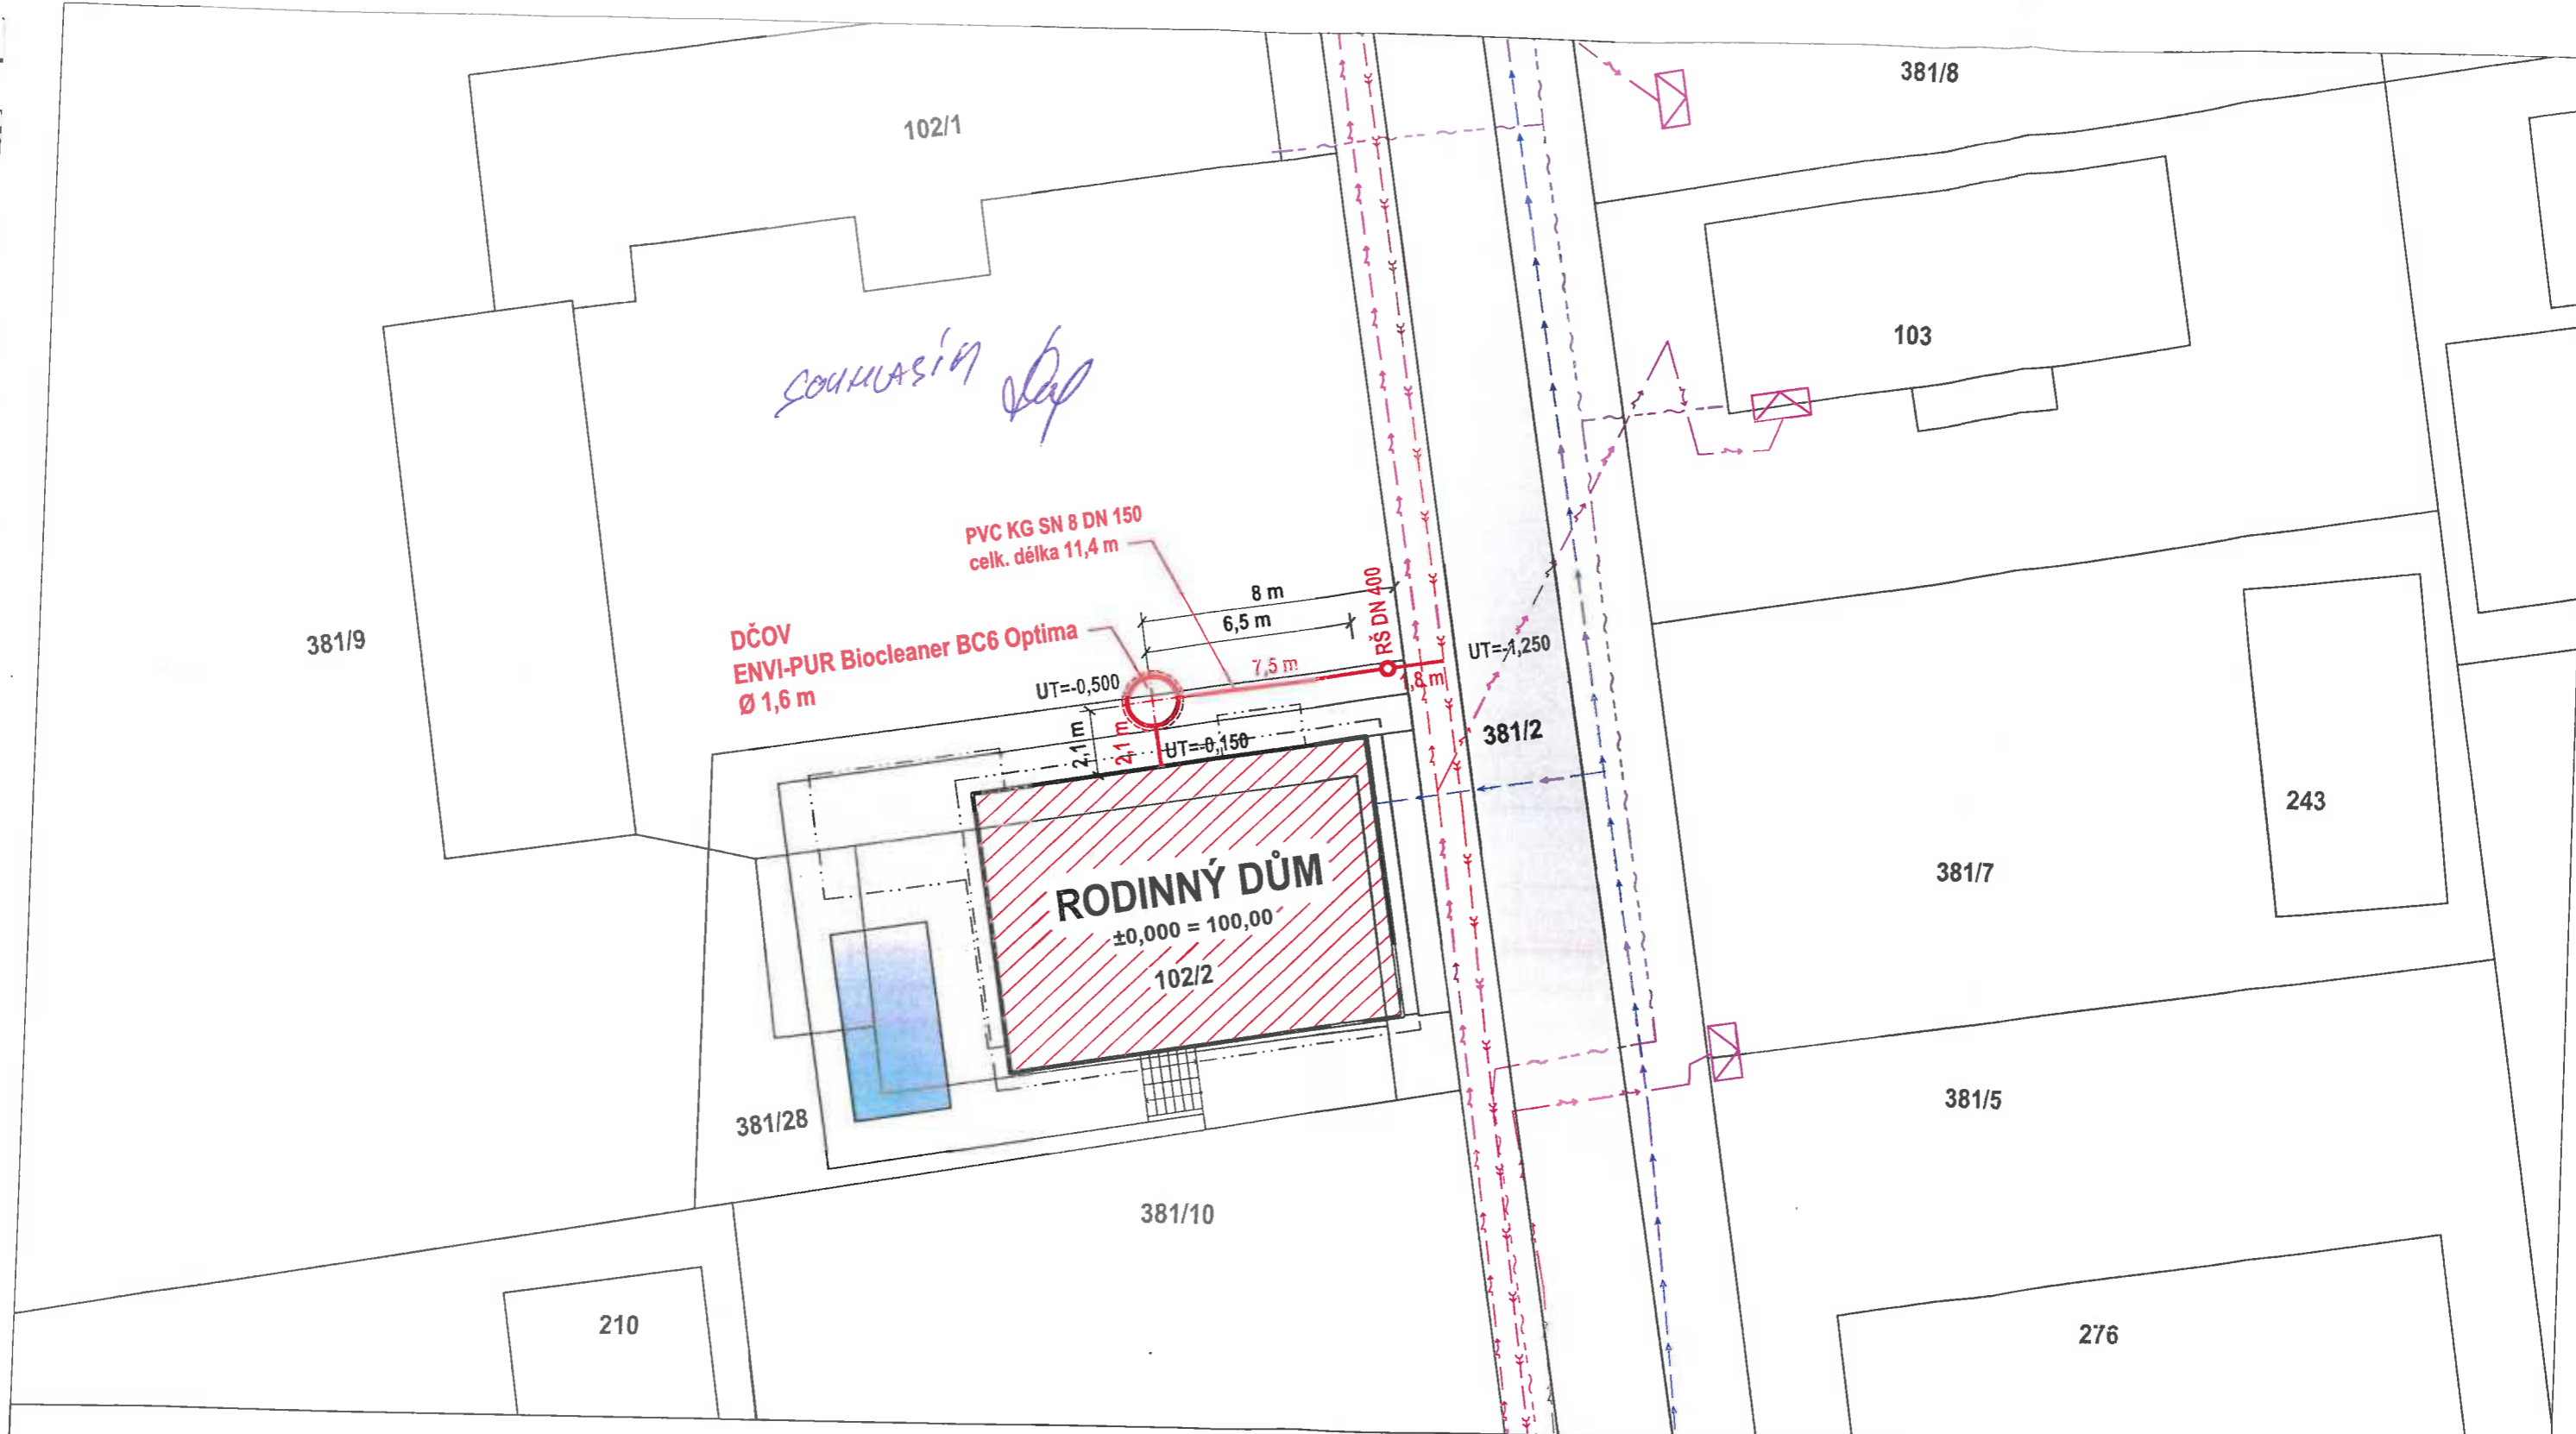 381/8
102/1
103
SOUHLASÍM
PVC KG SN 8 DN 150
celk. délka 11,4 m
8 m
6,5 m
RŠ DN 400
381/9
DČOV
ENVI-PUR Biocleaner BC6 Optima
Ø 1,6 m
7,5 m
UT=-1,250
UT=-0,500
1,8 m
2,1 m
2,1 m
UT=-0,150
381/2
243
381/7
RODINNÝ DŮM
±0,000 = 100,00
102/2
381/28
381/5
381/10
210
276